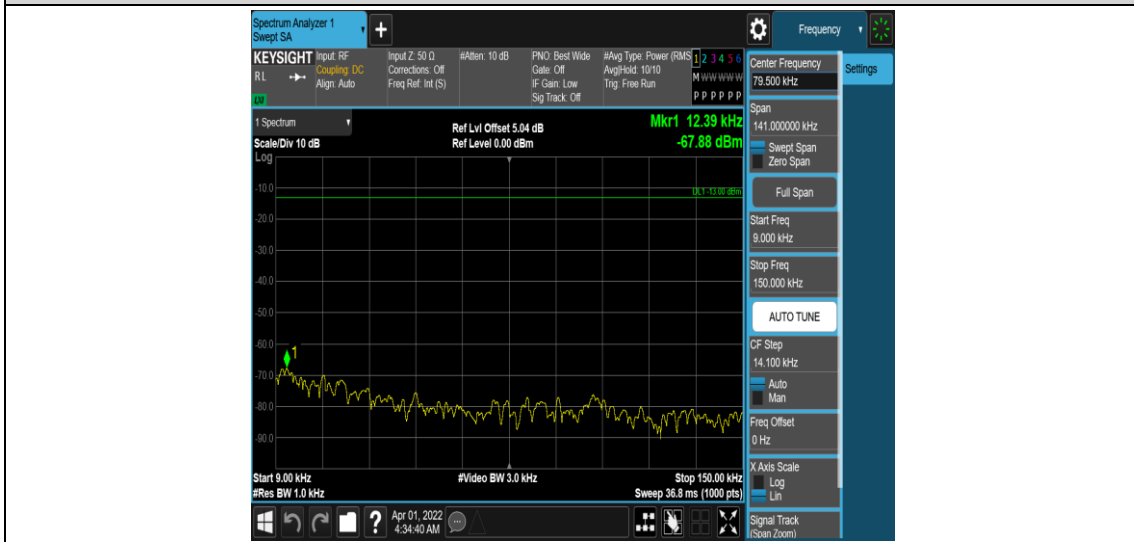 Spectrum Analyzer 1
Swept SA
+
Frequency
KEYSIGHT
RL
Input: RF
Coupling: DC
Align: Auto
Input Z: 50 Ω
Corrections: Off
Freq Ref: Int (S)
#Atten: 10 dB
PNO: Best Wide
Gate: Off
IF Gain: Low
Sig Track: Off
#Avg Type: Power (RMS
Avg|Hold: 10/10
Trig: Free Run
1 2 3 4 5 6
M W W W W W
P P P P P P
1 Spectrum
Scale/Div 10 dB
Log
Ref Lvl Offset 5.04 dB
Ref Level 0.00 dBm
Mkr1 12.39 kHz
-67.88 dBm
DL1 -13.00 dBm
-10.0
-20.0
-30.0
-40.0
-50.0
-60.0
-70.0
-80.0
-90.0
1
Start 9.00 kHz
#Res BW 1.0 kHz
#Video BW 3.0 kHz
Stop 150.00 kHz
Sweep 36.8 ms (1000 pts)
Apr 01, 2022
4:34:40 AM
?
Center Frequency
79.500 kHz
Settings
Span
141.000000 kHz
Swept Span
Zero Span
Full Span
Start Freq
9.000 kHz
Stop Freq
150.000 kHz
AUTO TUNE
CF Step
14.100 kHz
Auto
Man
Freq Offset
0 Hz
X Axis Scale
Log
Lin
Signal Track
(Span Zoom)